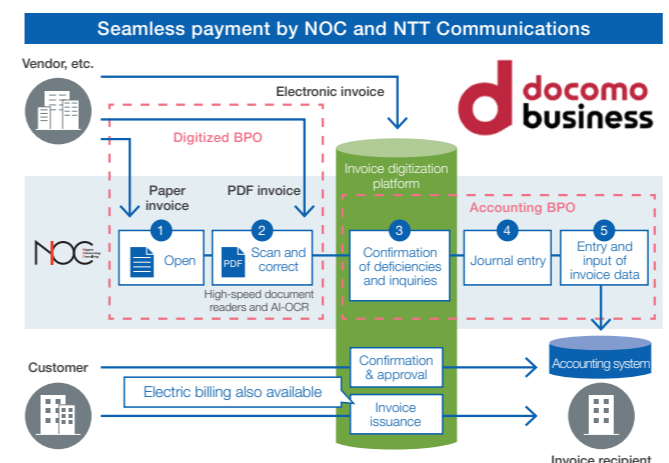 Seamless payment by NOC and NTT Communications
Vendor, etc.
Electronic invoice
docomo
business
Digitized BPO
Invoice digitization
platform
Paper
invoice
PDF invoice
Accounting BPO
NOC
1
Open
2
PDF
Scan and
correct
High-speed document
readers and AI-OCR
3
Confirmation
of deficiencies
and inquiries
4
Journal entry
5
Entry and
input of
invoice data
Customer
Confirmation
& approval
Accounting system
Electric billing also available
Invoice
issuance
Invoice recipient